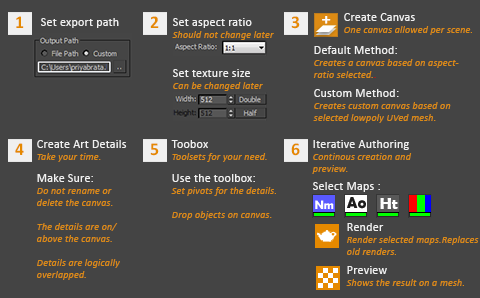 1 Set export path
Output Path
File Path Custom
C:\Users\priyabrata. ..
2 Set aspect ratio
Should not change later
Aspect Ratio: 1:1
Set texture size
Can be changed later
Width: 512 Double
Height: 512 Half
3 Create Canvas
One canvas allowed per scene.
Default Method:
Creates a canvas based on aspect-
ratio selected.
Custom Method:
Creates custom canvas based on
selected lowpoly UVed mesh.
4 Create Art Details
Take your time.
Make Sure:
Do not rename or
delete the canvas.
The details are on/
above the canvas.
Details are logically
overlapped.
5 Toobox
Toolsets for your need.
Use the toolbox:
Set pivots for the details.
Drop objects on canvas.
6 Iterative Authoring
Continous creation and
preview.
Select Maps :
Nm Ao Ht
Render
Render selected maps.Replaces
old renders.
Preview
Shows the result on a mesh.